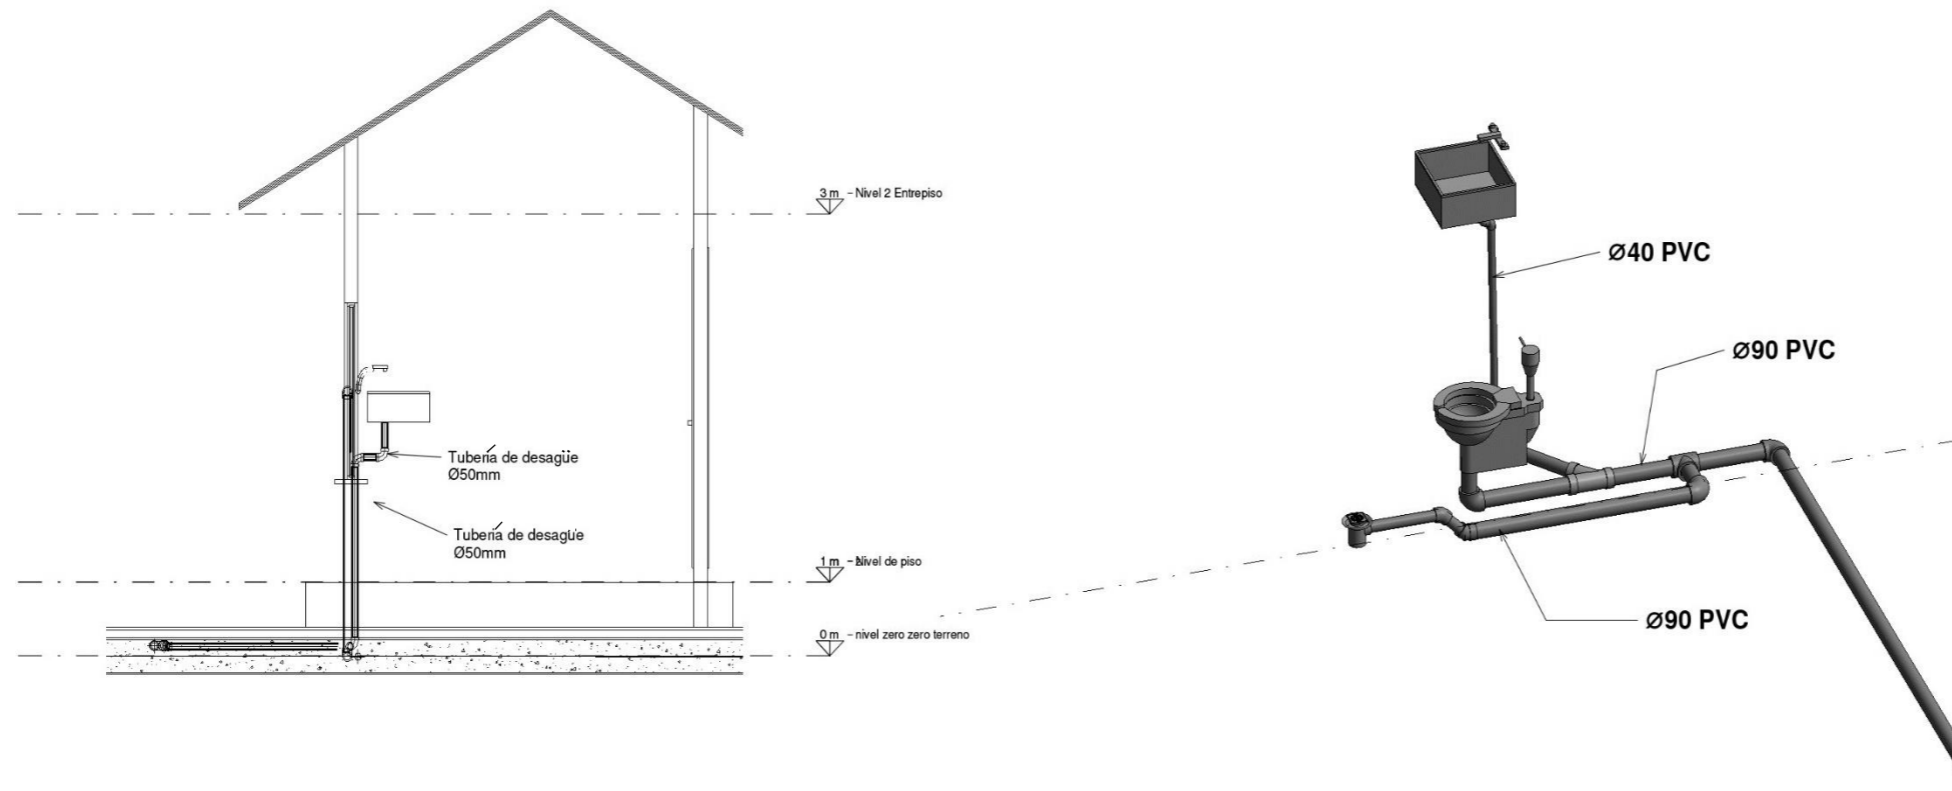 3 m - Nivel 2 Entrepiso
Tubería de desagüe
Ø50mm
Tubería de desagüe
Ø50mm
1 m - Nivel de piso
0 m - nivel zero zero terreno
Ø40 PVC
Ø90 PVC
Ø90 PVC